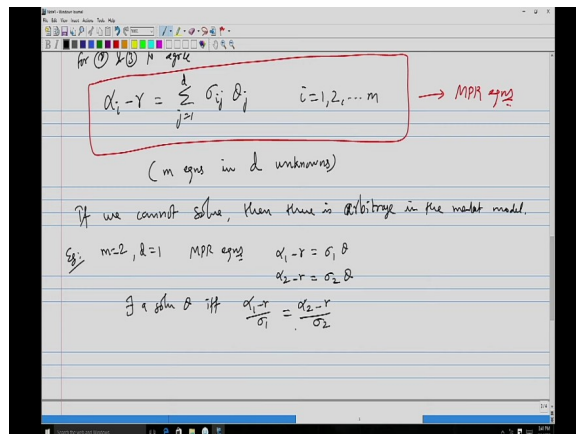 for (2) & (3) to agree
αᵢ - r = Σ_{j=1}^{d} σᵢⱼ θⱼ i=1,2,... m → MPR eqns
(m eqns in d unknowns)
If we cannot solve, then there is arbitrage in the market model.
Eg: m=2, d=1 MPR eqns α₁-r = σ₁ θ
α₂-r = σ₂ θ
∃ a soln θ iff (α₁-r)/σ₁ = (α₂-r)/σ₂